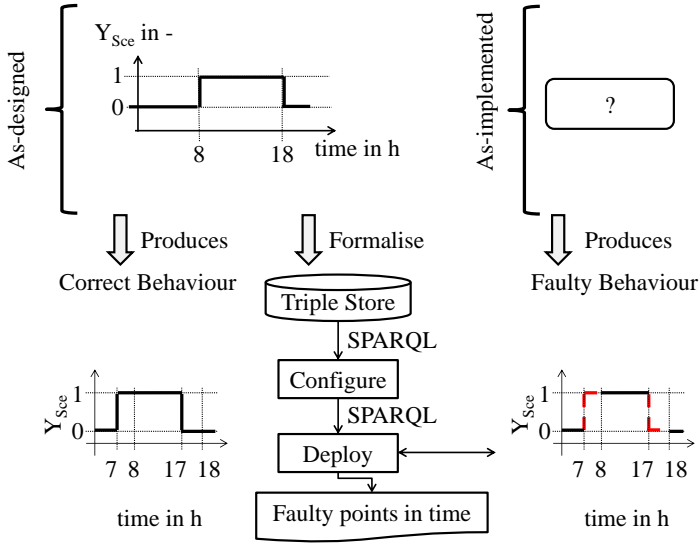 As-designed
Y_Sce in -
1
0
8 18
time in h
As-implemented
?
Produces
Formalise
Produces
Correct Behaviour
Faulty Behaviour
Triple Store
SPARQL
Configure
SPARQL
Deploy
Faulty points in time
Y_Sce
1
0
7 8 17 18
time in h
Y_Sce
1
0
7 8 17 18
time in h